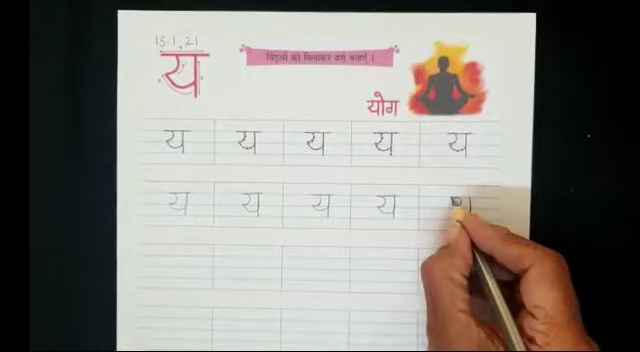 15.1.21
य
बिंदुओं को मिलाकर वर्ण बनाएँ ।
योग
य य य य य
य य य य